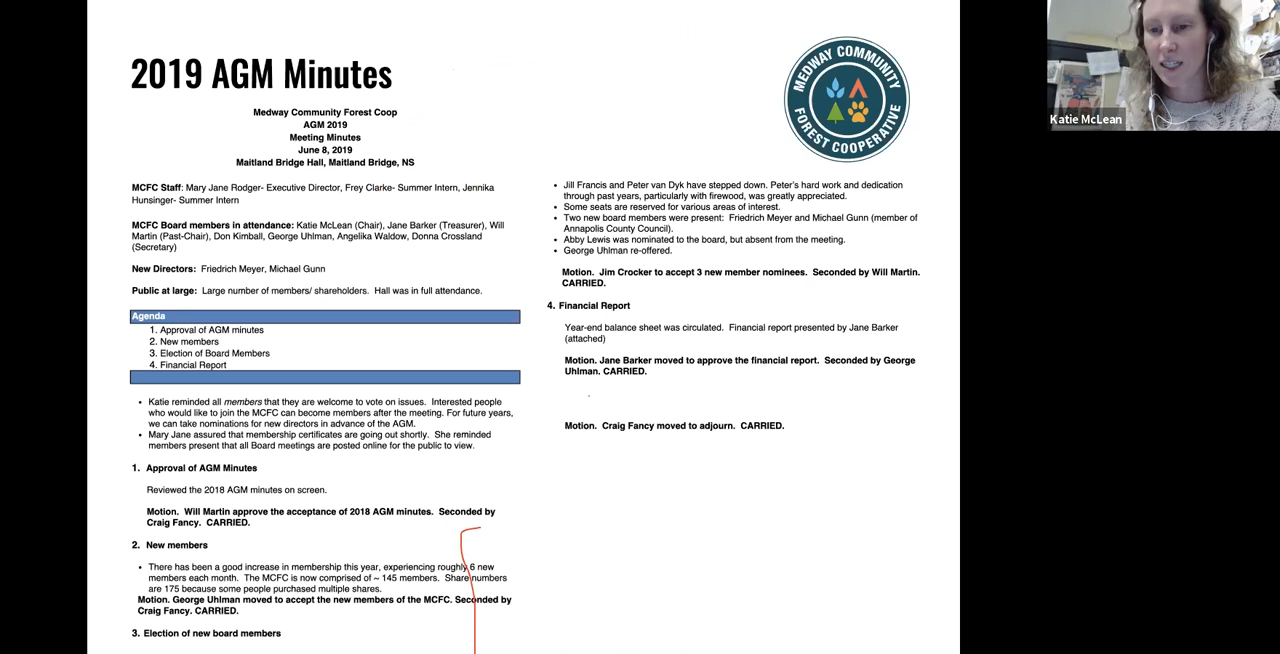 2019 AGM Minutes
MEDWAY COMMUNITY
FOREST COOPERATIVE
Medway Community Forest Coop
AGM 2019
Meeting Minutes
June 8, 2019
Maitland Bridge Hall, Maitland Bridge, NS
MCFC Staff: Mary Jane Rodger- Executive Director, Frey Clarke- Summer Intern, Jennika
Hunsinger- Summer Intern
MCFC Board members in attendance: Katie McLean (Chair), Jane Barker (Treasurer), Will
Martin (Past-Chair), Don Kimball, George Uhlman, Angelika Waldow, Donna Crossland
(Secretary)
New Directors: Friedrich Meyer, Michael Gunn
Public at large: Large number of members/ shareholders. Hall was in full attendance.
Agenda
1. Approval of AGM minutes
2. New members
3. Election of Board Members
4. Financial Report
• Katie reminded all members that they are welcome to vote on issues. Interested people
who would like to join the MCFC can become members after the meeting. For future years,
we can take nominations for new directors in advance of the AGM.
• Mary Jane assured that membership certificates are going out shortly. She reminded
members present that all Board meetings are posted online for the public to view.
1. Approval of AGM Minutes
Reviewed the 2018 AGM minutes on screen.
Motion. Will Martin approve the acceptance of 2018 AGM minutes. Seconded by
Craig Fancy. CARRIED.
2. New members
• There has been a good increase in membership this year, experiencing roughly 6 new
members each month. The MCFC is now comprised of ~ 145 members. Share numbers
are 175 because some people purchased multiple shares.
Motion. George Uhlman moved to accept the new members of the MCFC. Seconded by
Craig Fancy. CARRIED.
3. Election of new board members
• Jill Francis and Peter van Dyk have stepped down. Peter's hard work and dedication
through past years, particularly with firewood, was greatly appreciated.
• Some seats are reserved for various areas of interest.
• Two new board members were present: Friedrich Meyer and Michael Gunn (member of
Annapolis County Council).
• Abby Lewis was nominated to the board, but absent from the meeting.
• George Uhlman re-offered.
Motion. Jim Crocker to accept 3 new member nominees. Seconded by Will Martin.
CARRIED.
4. Financial Report
Year-end balance sheet was circulated. Financial report presented by Jane Barker
(attached)
Motion. Jane Barker moved to approve the financial report. Seconded by George
Uhlman. CARRIED.
Motion. Craig Fancy moved to adjourn. CARRIED.
Katie McLean